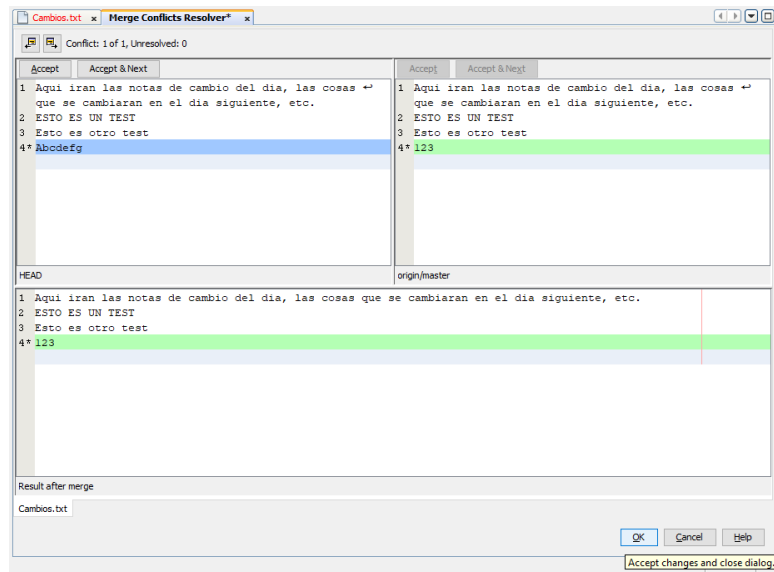 Cambios.txt x Merge Conflicts Resolver* x
Conflict: 1 of 1, Unresolved: 0
Accept Accept & Next
1 Aqui iran las notas de cambio del dia, las cosas ↩
que se cambiaran en el dia siguiente, etc.
2 ESTO ES UN TEST
3 Esto es otro test
4* Abcdefg
HEAD
Accept Accept & Next
1 Aqui iran las notas de cambio del dia, las cosas ↩
que se cambiaran en el dia siguiente, etc.
2 ESTO ES UN TEST
3 Esto es otro test
4* 123
origin/master
1 Aqui iran las notas de cambio del dia, las cosas que se cambiaran en el dia siguiente, etc.
2 ESTO ES UN TEST
3 Esto es otro test
4* 123
Result after merge
Cambios.txt
OK Cancel Help
Accept changes and close dialog.